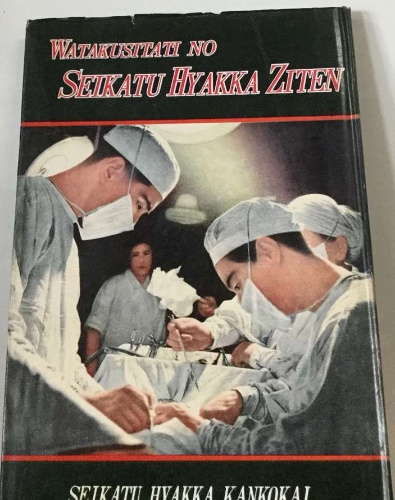 WATAKUSITATI NO
SEIKATU HYAKKA ZITEN
SEIKATU HYAKKA KANKOKAI